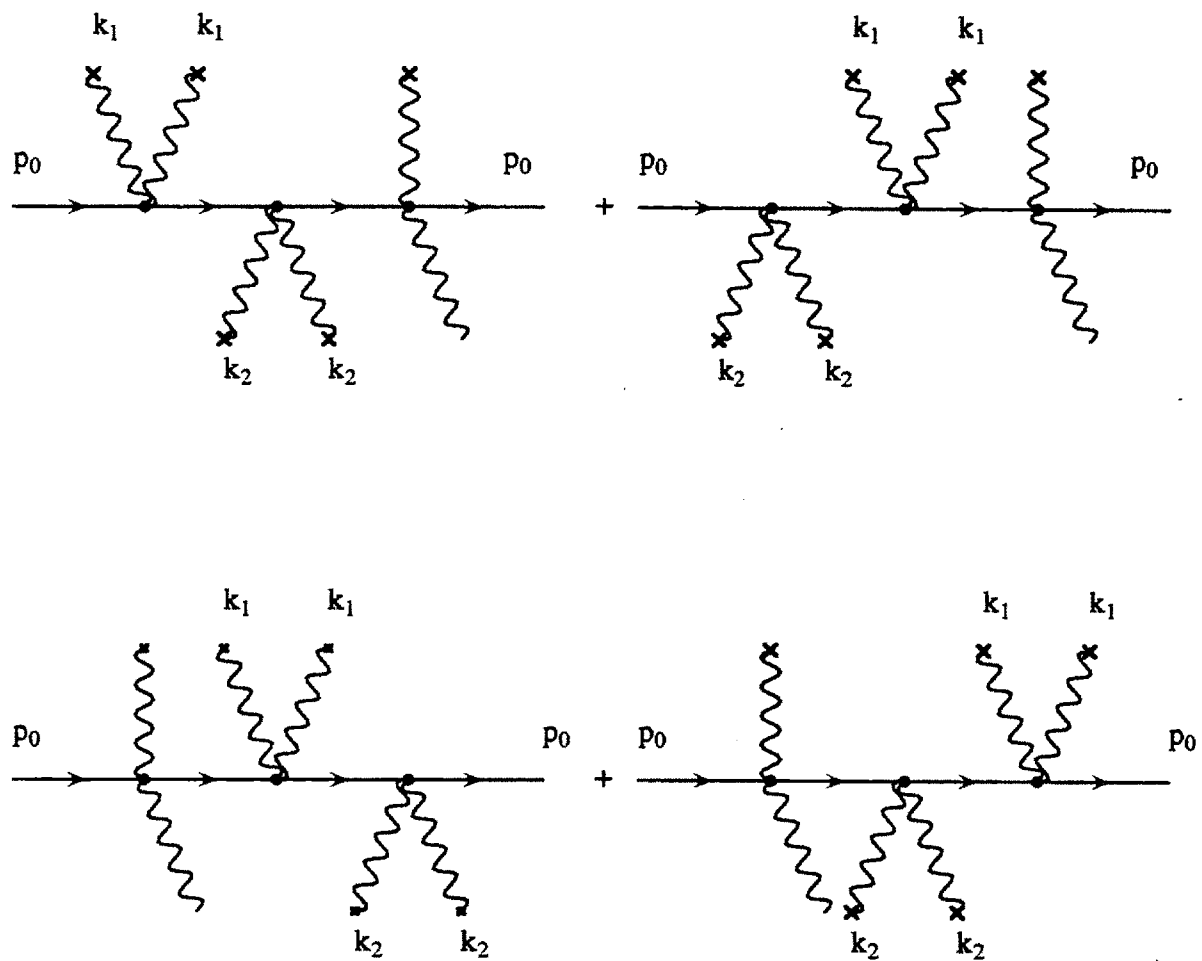 k₁ k₁ k₁ k₁
p₀ p₀ + p₀ p₀
k₂ k₂ k₂ k₂
k₁ k₁ k₁ k₁
p₀ p₀ + p₀ p₀
k₂ k₂ k₂ k₂